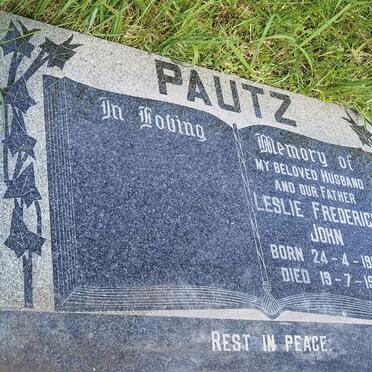 PAUTZ
In Loving
Memory of
MY BELOVED HUSBAND
AND OUR FATHER
LESLIE FREDERIC
JOHN
BORN 24-4-19
DIED 19-7-19
REST IN PEACE.